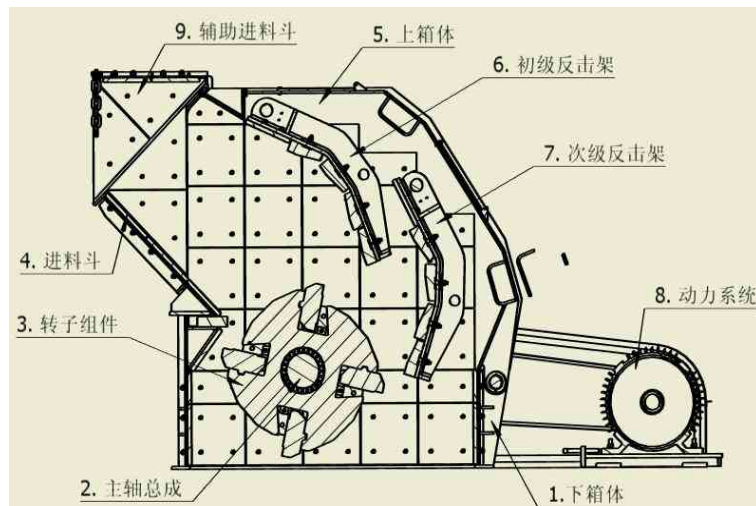 9. 辅助进料斗
5. 上箱体
6. 初级反击架
7. 次级反击架
4. 进料斗
8. 动力系统
3. 转子组件
2. 主轴总成
1.下箱体